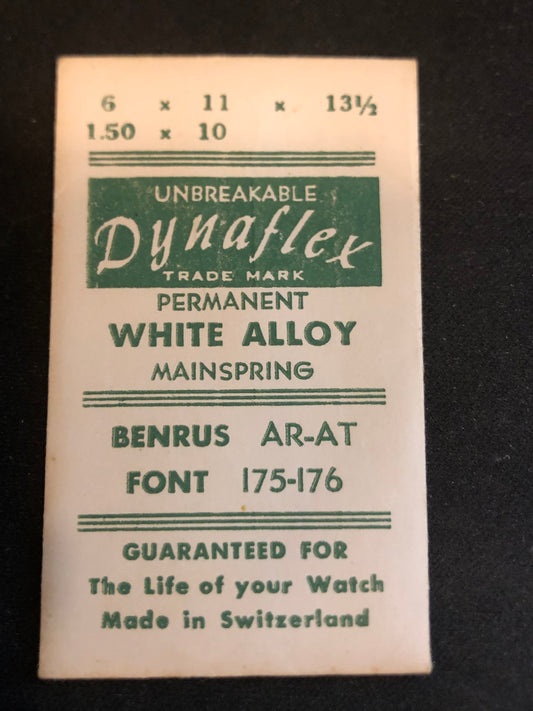 6 x 11 x 13½
1.50 x 10
UNBREAKABLE
Dynaflex
TRADE MARK
PERMANENT
WHITE ALLOY
MAINSPRING
BENRUS AR-AT
FONT 175-176
GUARANTEED FOR
The Life of your Watch
Made in Switzerland